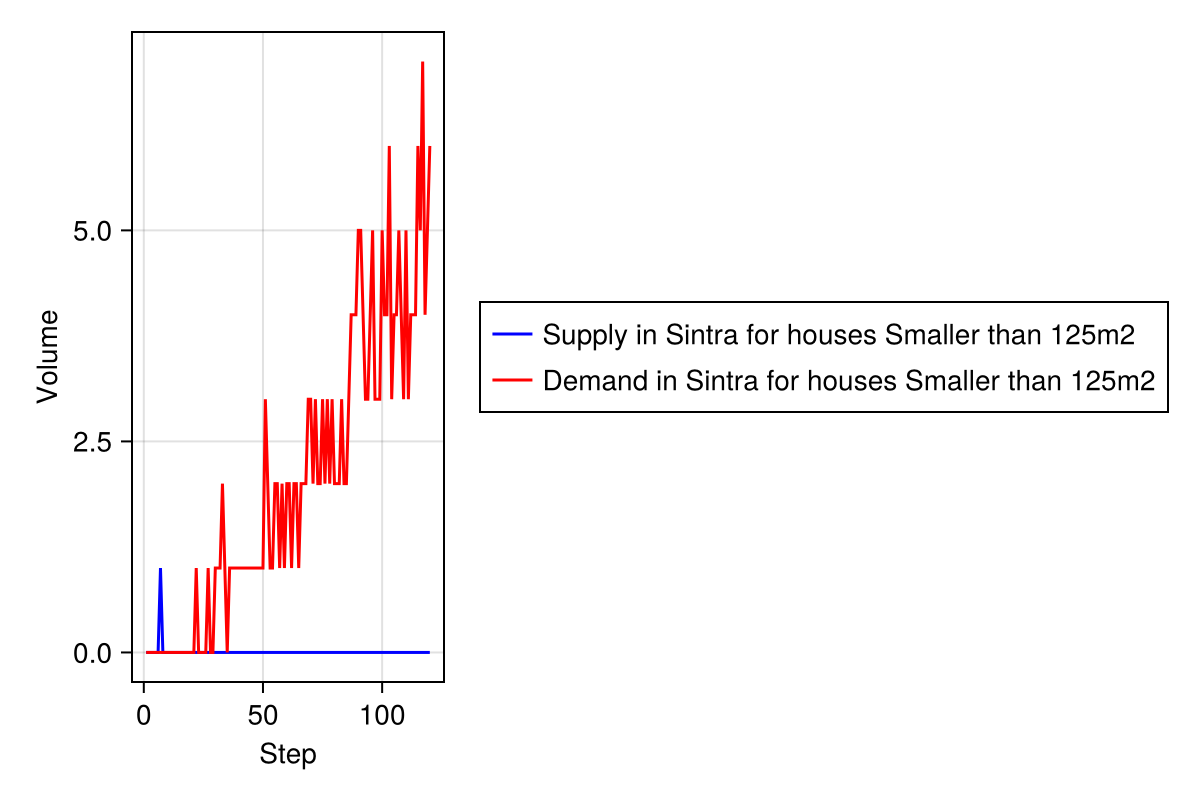 Volume
5.0
2.5
0.0
0 50 100
Step
Supply in Sintra for houses Smaller than 125m2
Demand in Sintra for houses Smaller than 125m2